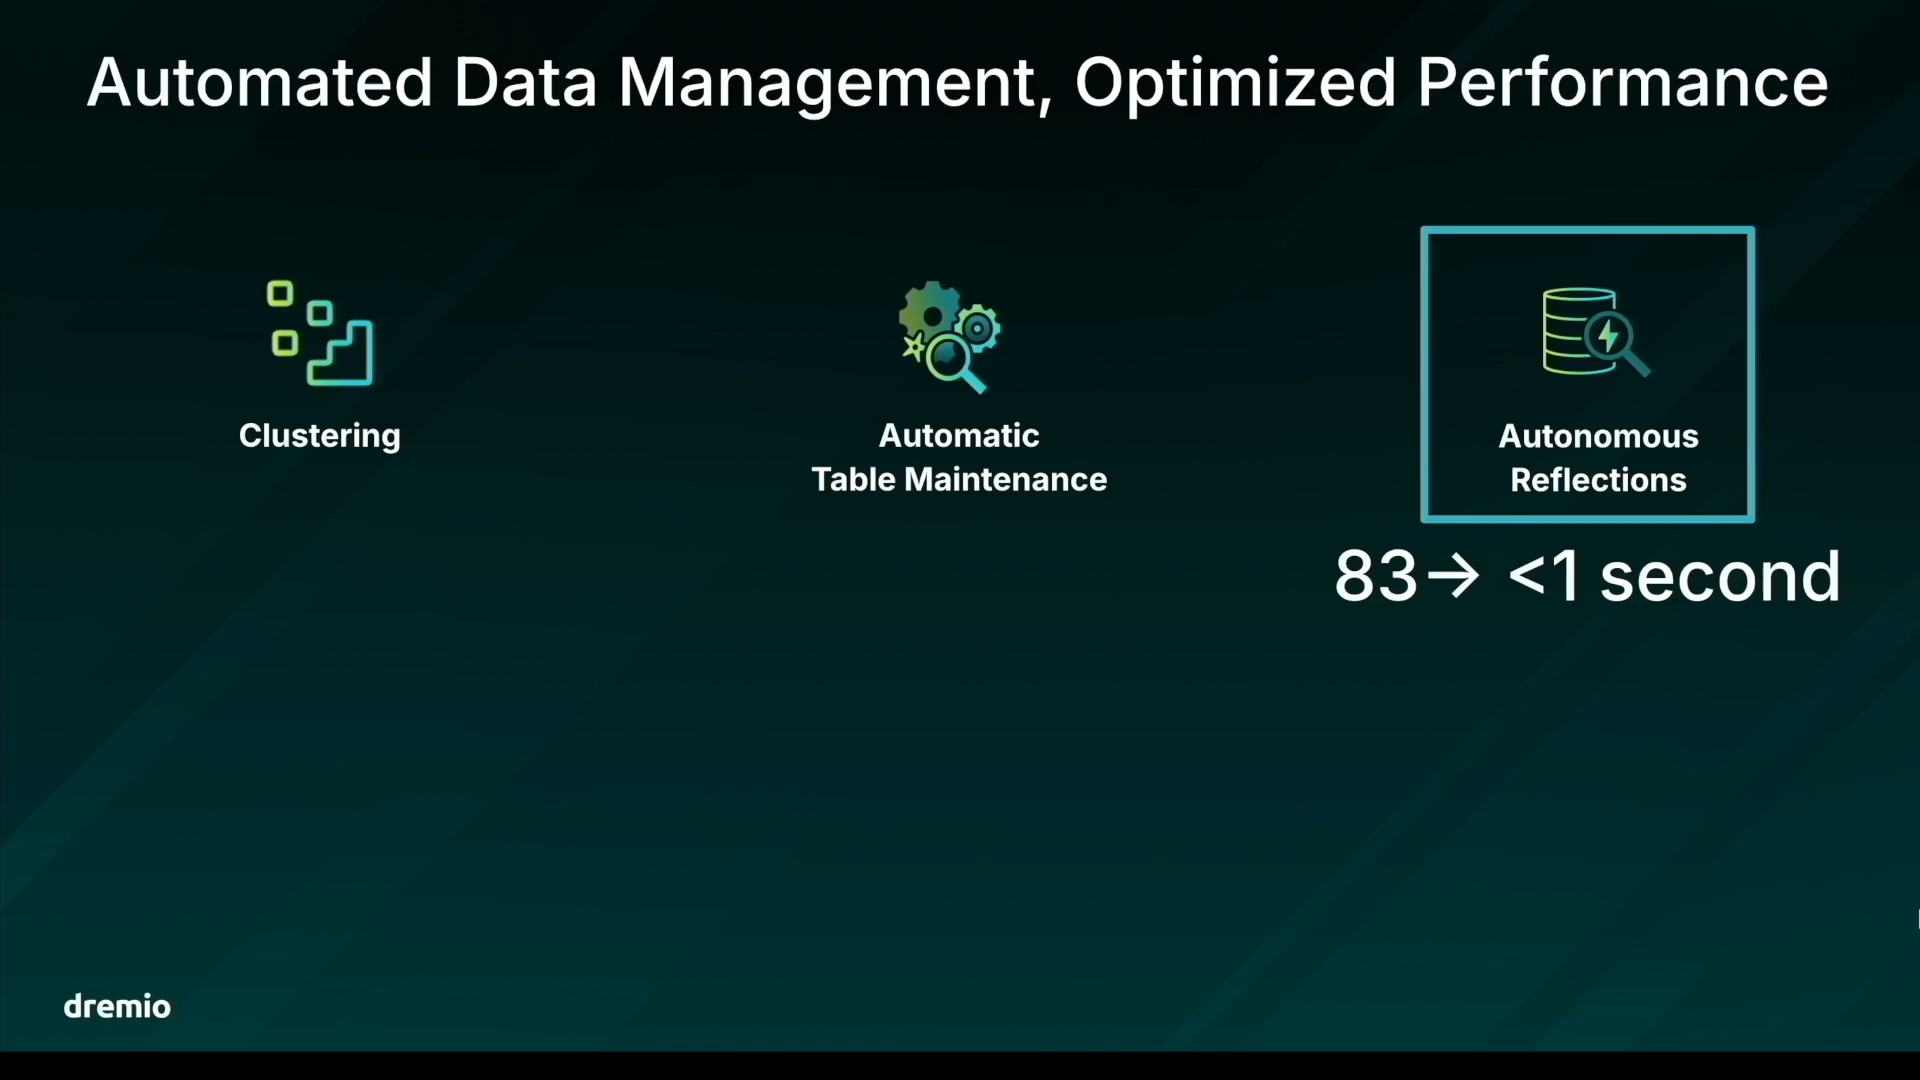 Automated Data Management, Optimized Performance
Clustering
Automatic
Table Maintenance
Autonomous
Reflections
83→ <1 second
dremio